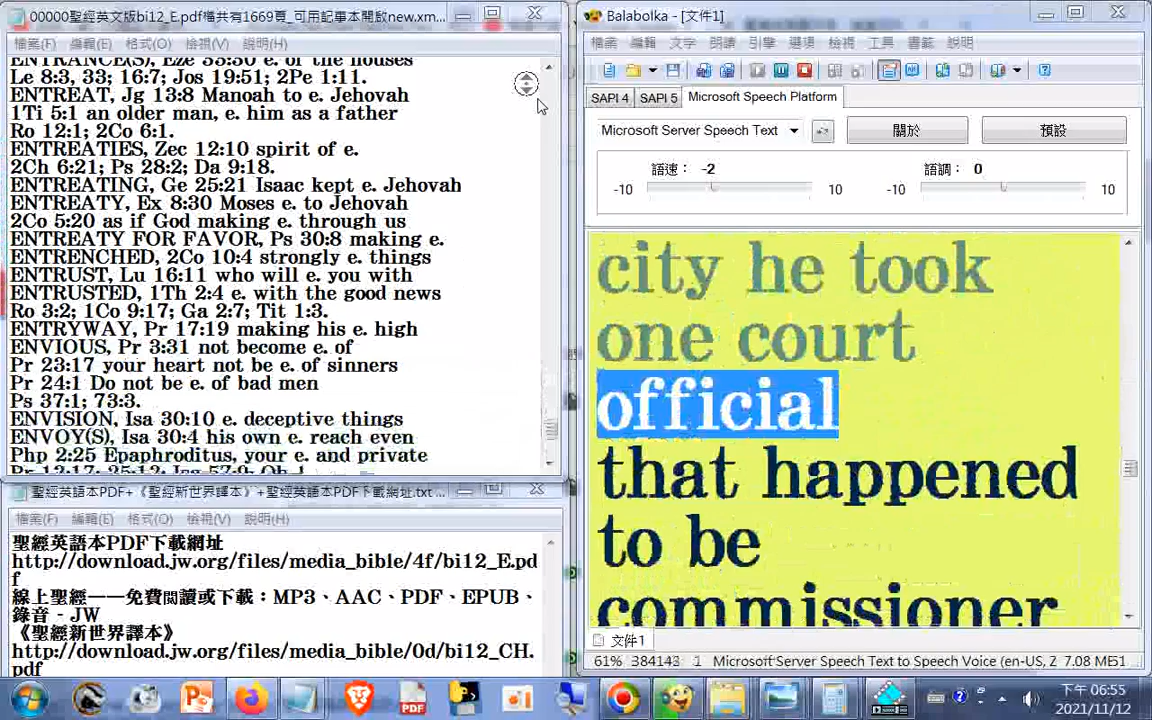 00000聖經英文版bi12_E.pdf檔共有1669頁_可用記事本開啟new.xm...
檔案(F) 編輯(E) 格式(O) 檢視(V) 說明(H)
ENTRANCE(S), Eze 33:30 e. of the houses
Le 8:3, 33; 16:7; Jos 19:51; 2Pe 1:11.
ENTREAT, Jg 13:8 Manoah to e. Jehovah
1Ti 5:1 an older man, e. him as a father
Ro 12:1; 2Co 6:1.
ENTREATIES, Zec 12:10 spirit of e.
2Ch 6:21; Ps 28:2; Da 9:18.
ENTREATING, Ge 25:21 Isaac kept e. Jehovah
ENTREATY, Ex 8:30 Moses e. to Jehovah
2Co 5:20 as if God making e. through us
ENTREATY FOR FAVOR, Ps 30:8 making e.
ENTRENCHED, 2Co 10:4 strongly e. things
ENTRUST, Lu 16:11 who will e. you with
ENTRUSTED, 1Th 2:4 e. with the good news
Ro 3:2; 1Co 9:17; Ga 2:7; Tit 1:3.
ENTRYWAY, Pr 17:19 making his e. high
ENVIOUS, Pr 3:31 not become e. of
Pr 23:17 your heart not be e. of sinners
Pr 24:1 Do not be e. of bad men
Ps 37:1; 73:3.
ENVISION, Isa 30:10 e. deceptive things
ENVOY(S), Isa 30:4 his own e. reach even
Php 2:25 Epaphroditus, your e. and private
聖經英語本PDF+《聖經新世界譯本》+聖經英語本PDF下載網址.txt ...
檔案(F) 編輯(E) 格式(O) 檢視(V) 說明(H)
聖經英語本PDF下載網址
http://download.jw.org/files/media_bible/4f/bi12_E.pd
f
線上聖經——免費閱讀或下載：MP3、AAC、PDF、EPUB、
錄音 - JW
《聖經新世界譯本》
http://download.jw.org/files/media_bible/0d/bi12_CH.
pdf
Balabolka - [文件1]
檔案 編輯 文字 朗讀 引擎 選項 檢視 工具 書籤 說明
SAPI 4 SAPI 5 Microsoft Speech Platform
Microsoft Server Speech Text 關於 預設
語速： -2 語調： 0
-10 10 -10 10
city he took
one court
official
that happened
to be
commissioner
文件1
61% 384143 1 Microsoft Server Speech Text to Speech Voice (en-US, Z 7.08 ME51
下午 06:55
2021/11/12